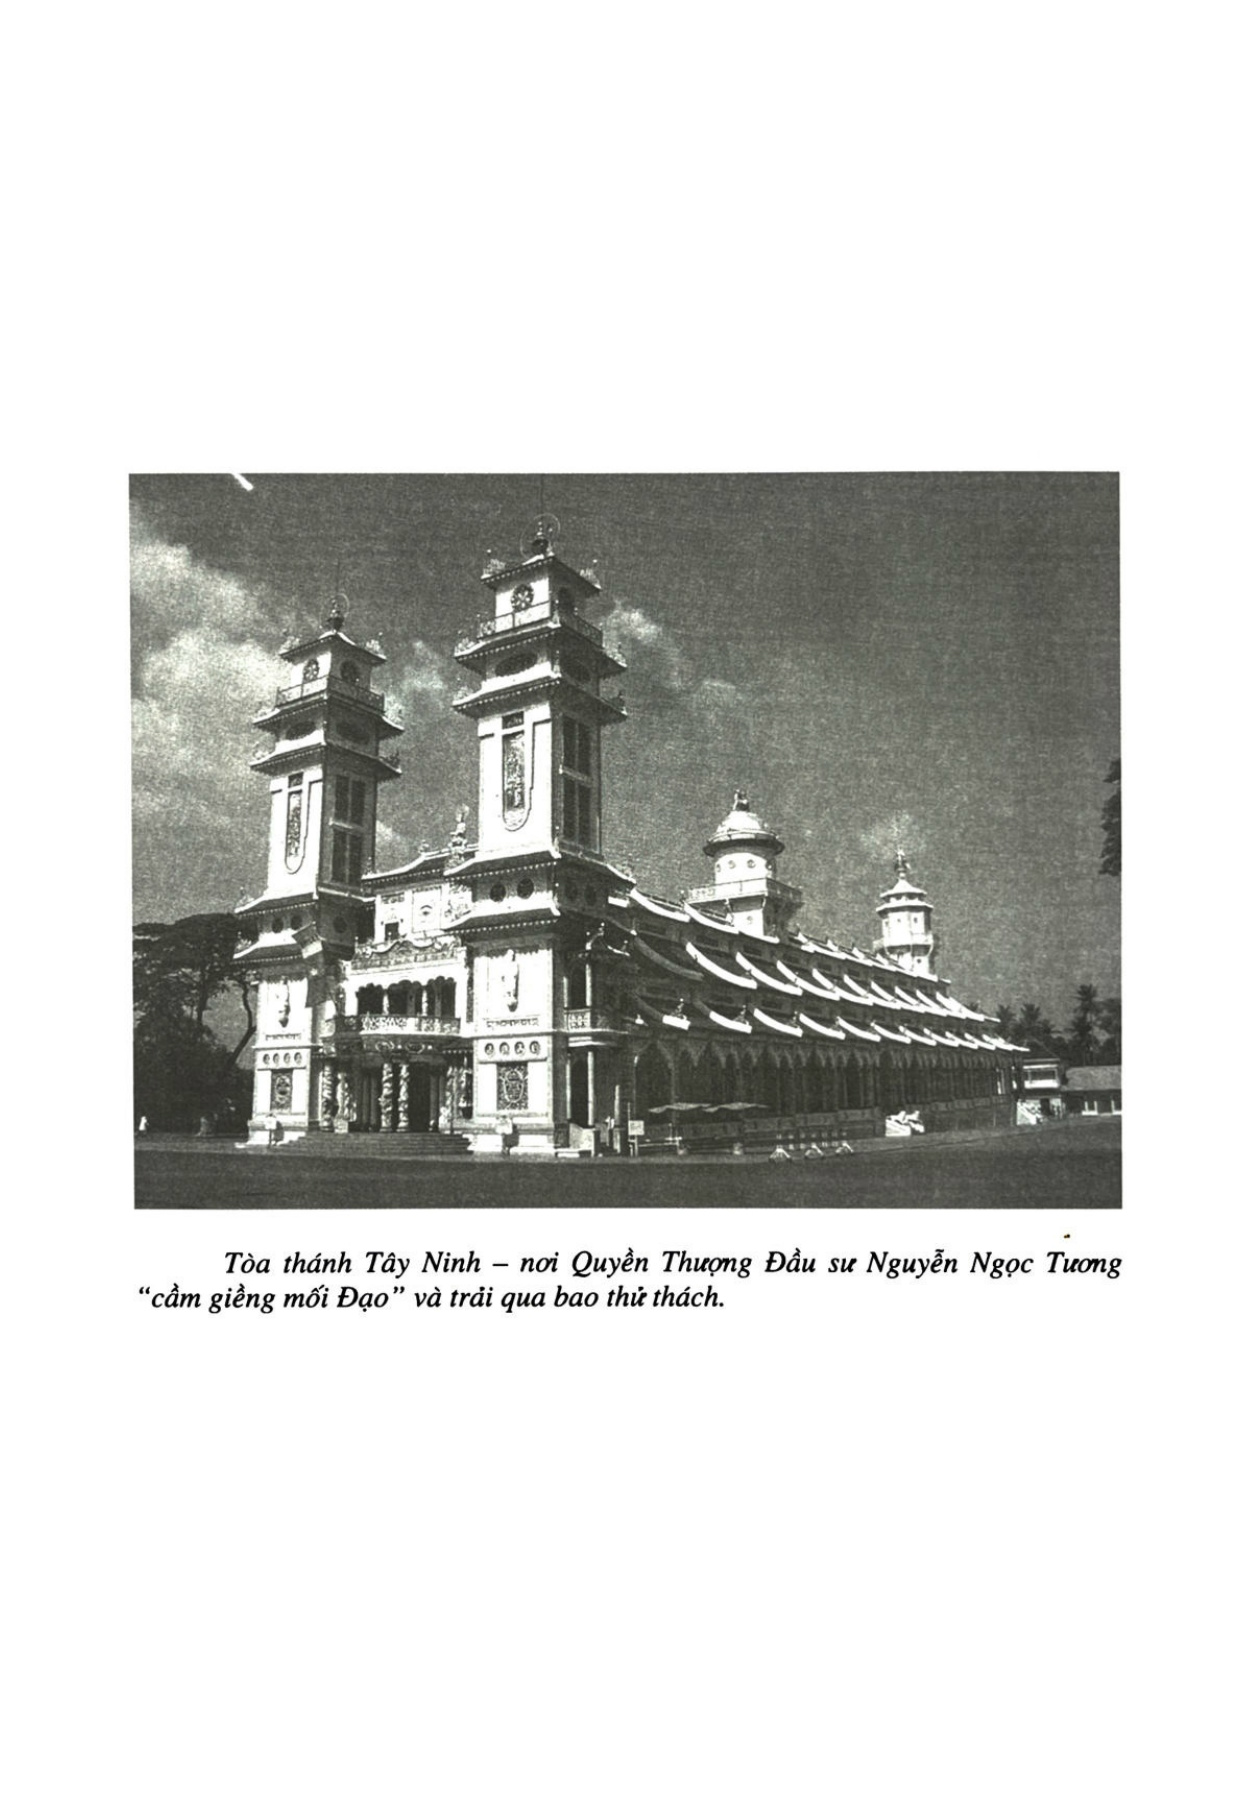 Tòa thánh Tây Ninh – nơi Quyền Thượng Đầu sư Nguyễn Ngọc Tương
“cầm giềng mối Đạo” và trải qua bao thử thách.